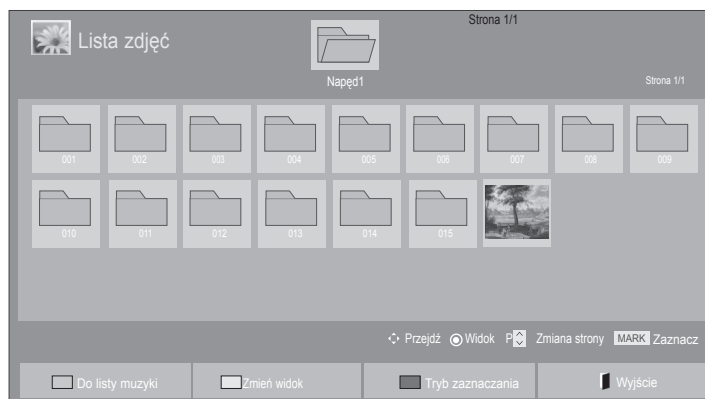 Strona 1/1
Lista zdjęć
Napęd1
Strona 1/1
001 002 003 004 005 006 007 008 009
010 011 012 013 014 015
Przejdź Widok P Zmiana strony MARK Zaznacz
Do listy muzyki Zmień widok Tryb zaznaczania Wyjście